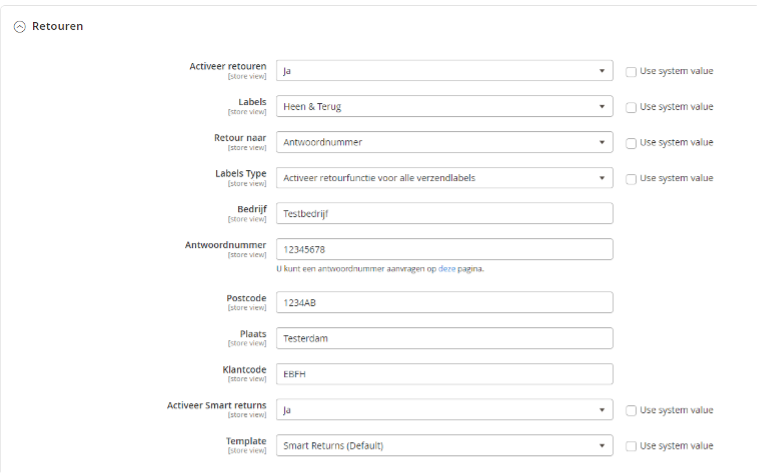 Retouren
Activeer retouren
[store view]
Ja
Use system value
Labels
[store view]
Heen & Terug
Use system value
Retour naar
[store view]
Antwoordnummer
Use system value
Labels Type
[store view]
Activeer retourfunctie voor alle verzendlabels
Use system value
Bedrijf
[store view]
Testbedrijf
Antwoordnummer
[store view]
12345678
U kunt een antwoordnummer aanvragen op deze pagina.
Postcode
[store view]
1234AB
Plaats
[store view]
Testerdam
Klantcode
[store view]
EBFH
Activeer Smart returns
[store view]
Ja
Use system value
Template
[store view]
Smart Returns (Default)
Use system value